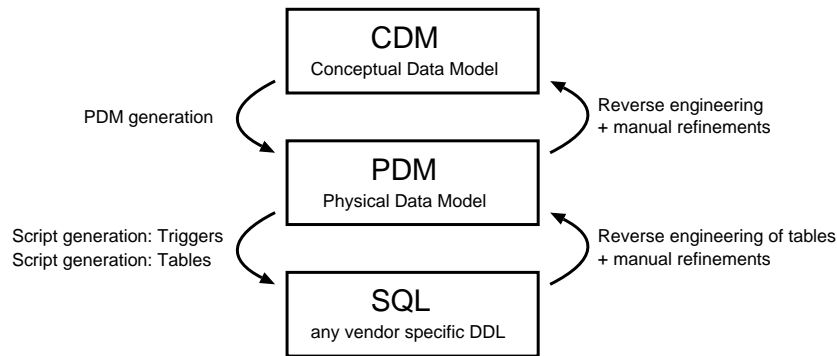 CDM
Conceptual Data Model
PDM generation
Reverse engineering
+ manual refinements
PDM
Physical Data Model
Script generation: Triggers
Script generation: Tables
Reverse engineering of tables
+ manual refinements
SQL
any vendor specific DDL